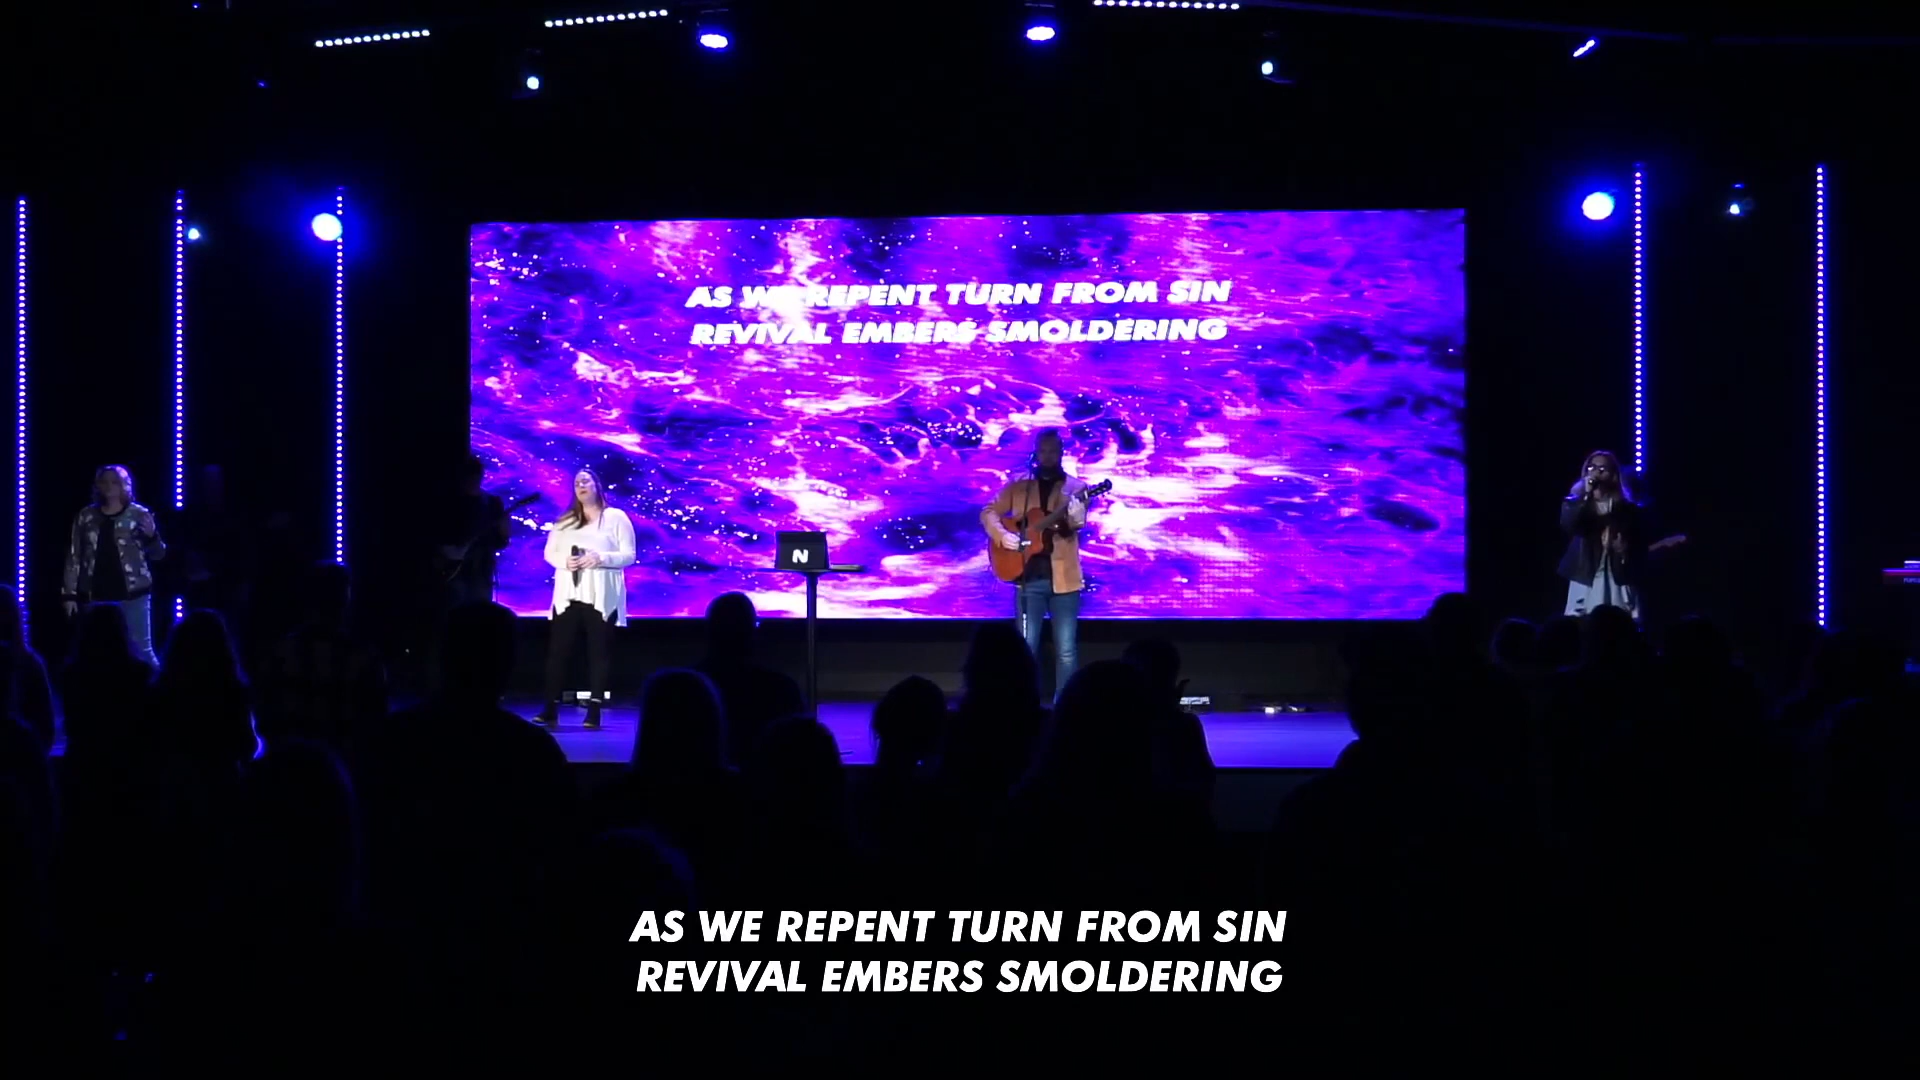 AS WE REPENT TURN FROM SIN
REVIVAL EMBERS SMOLDERING
N
AS WE REPENT TURN FROM SIN
REVIVAL EMBERS SMOLDERING